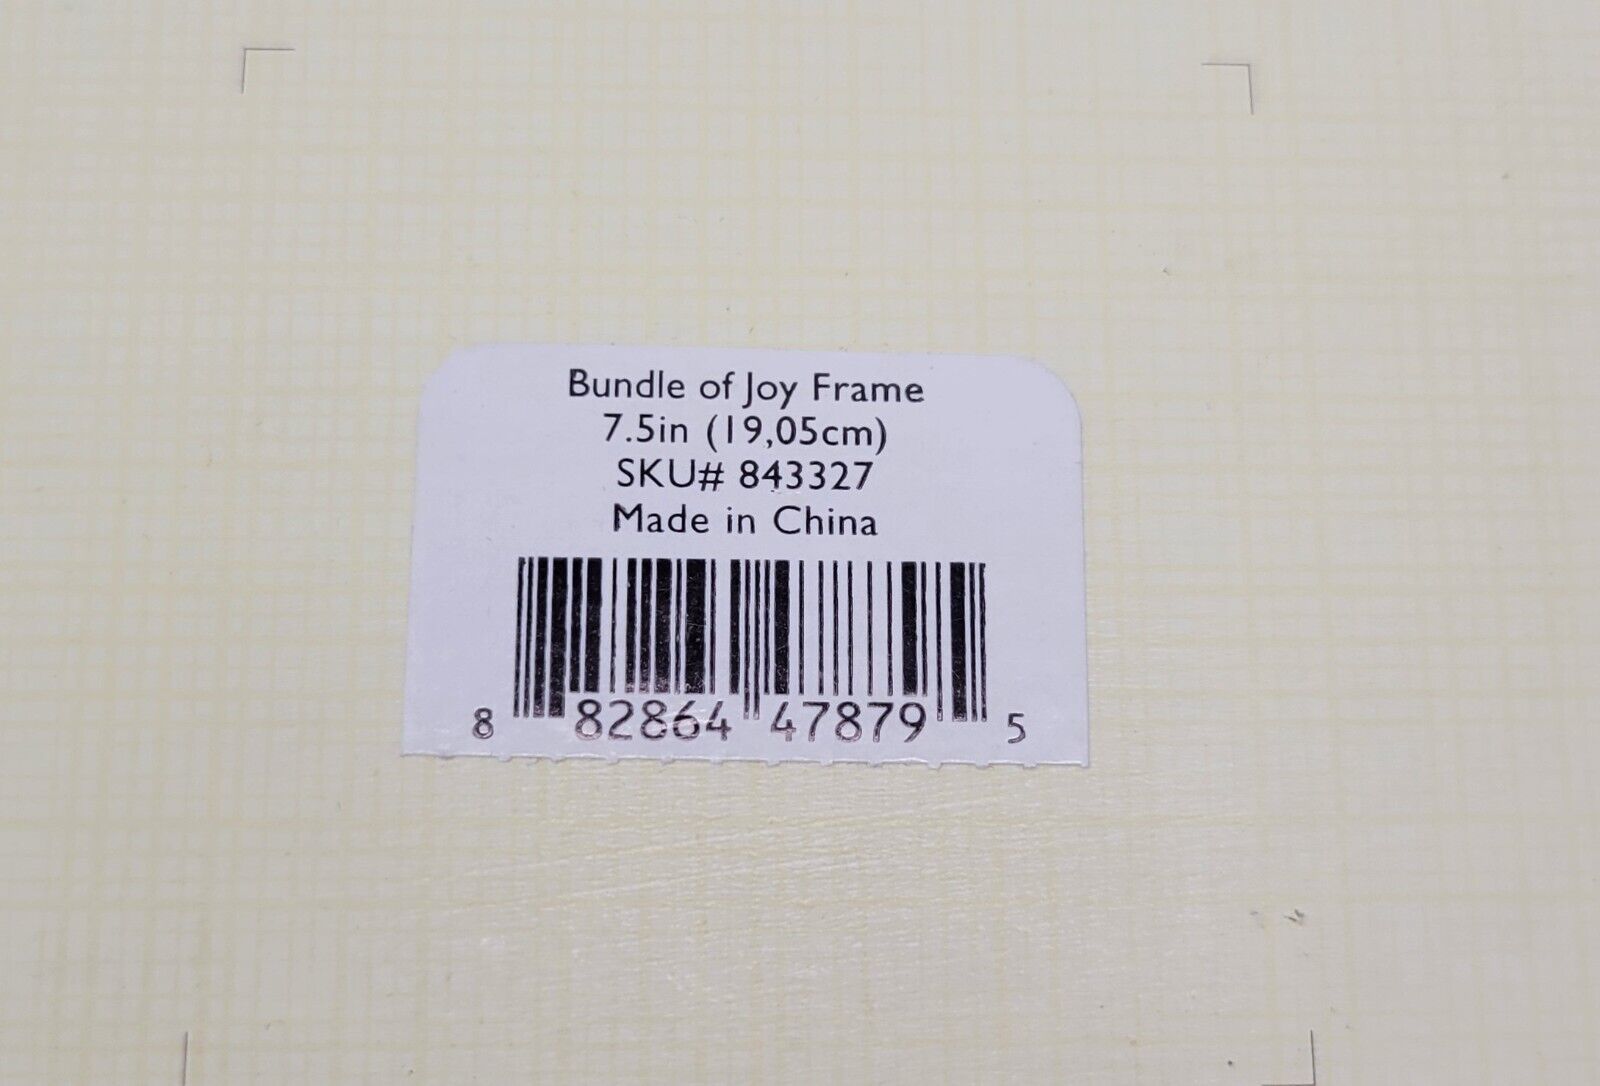 Bundle of Joy Frame
7.5in (19,05cm)
SKU# 843327
Made in China
8 82864 47879 5